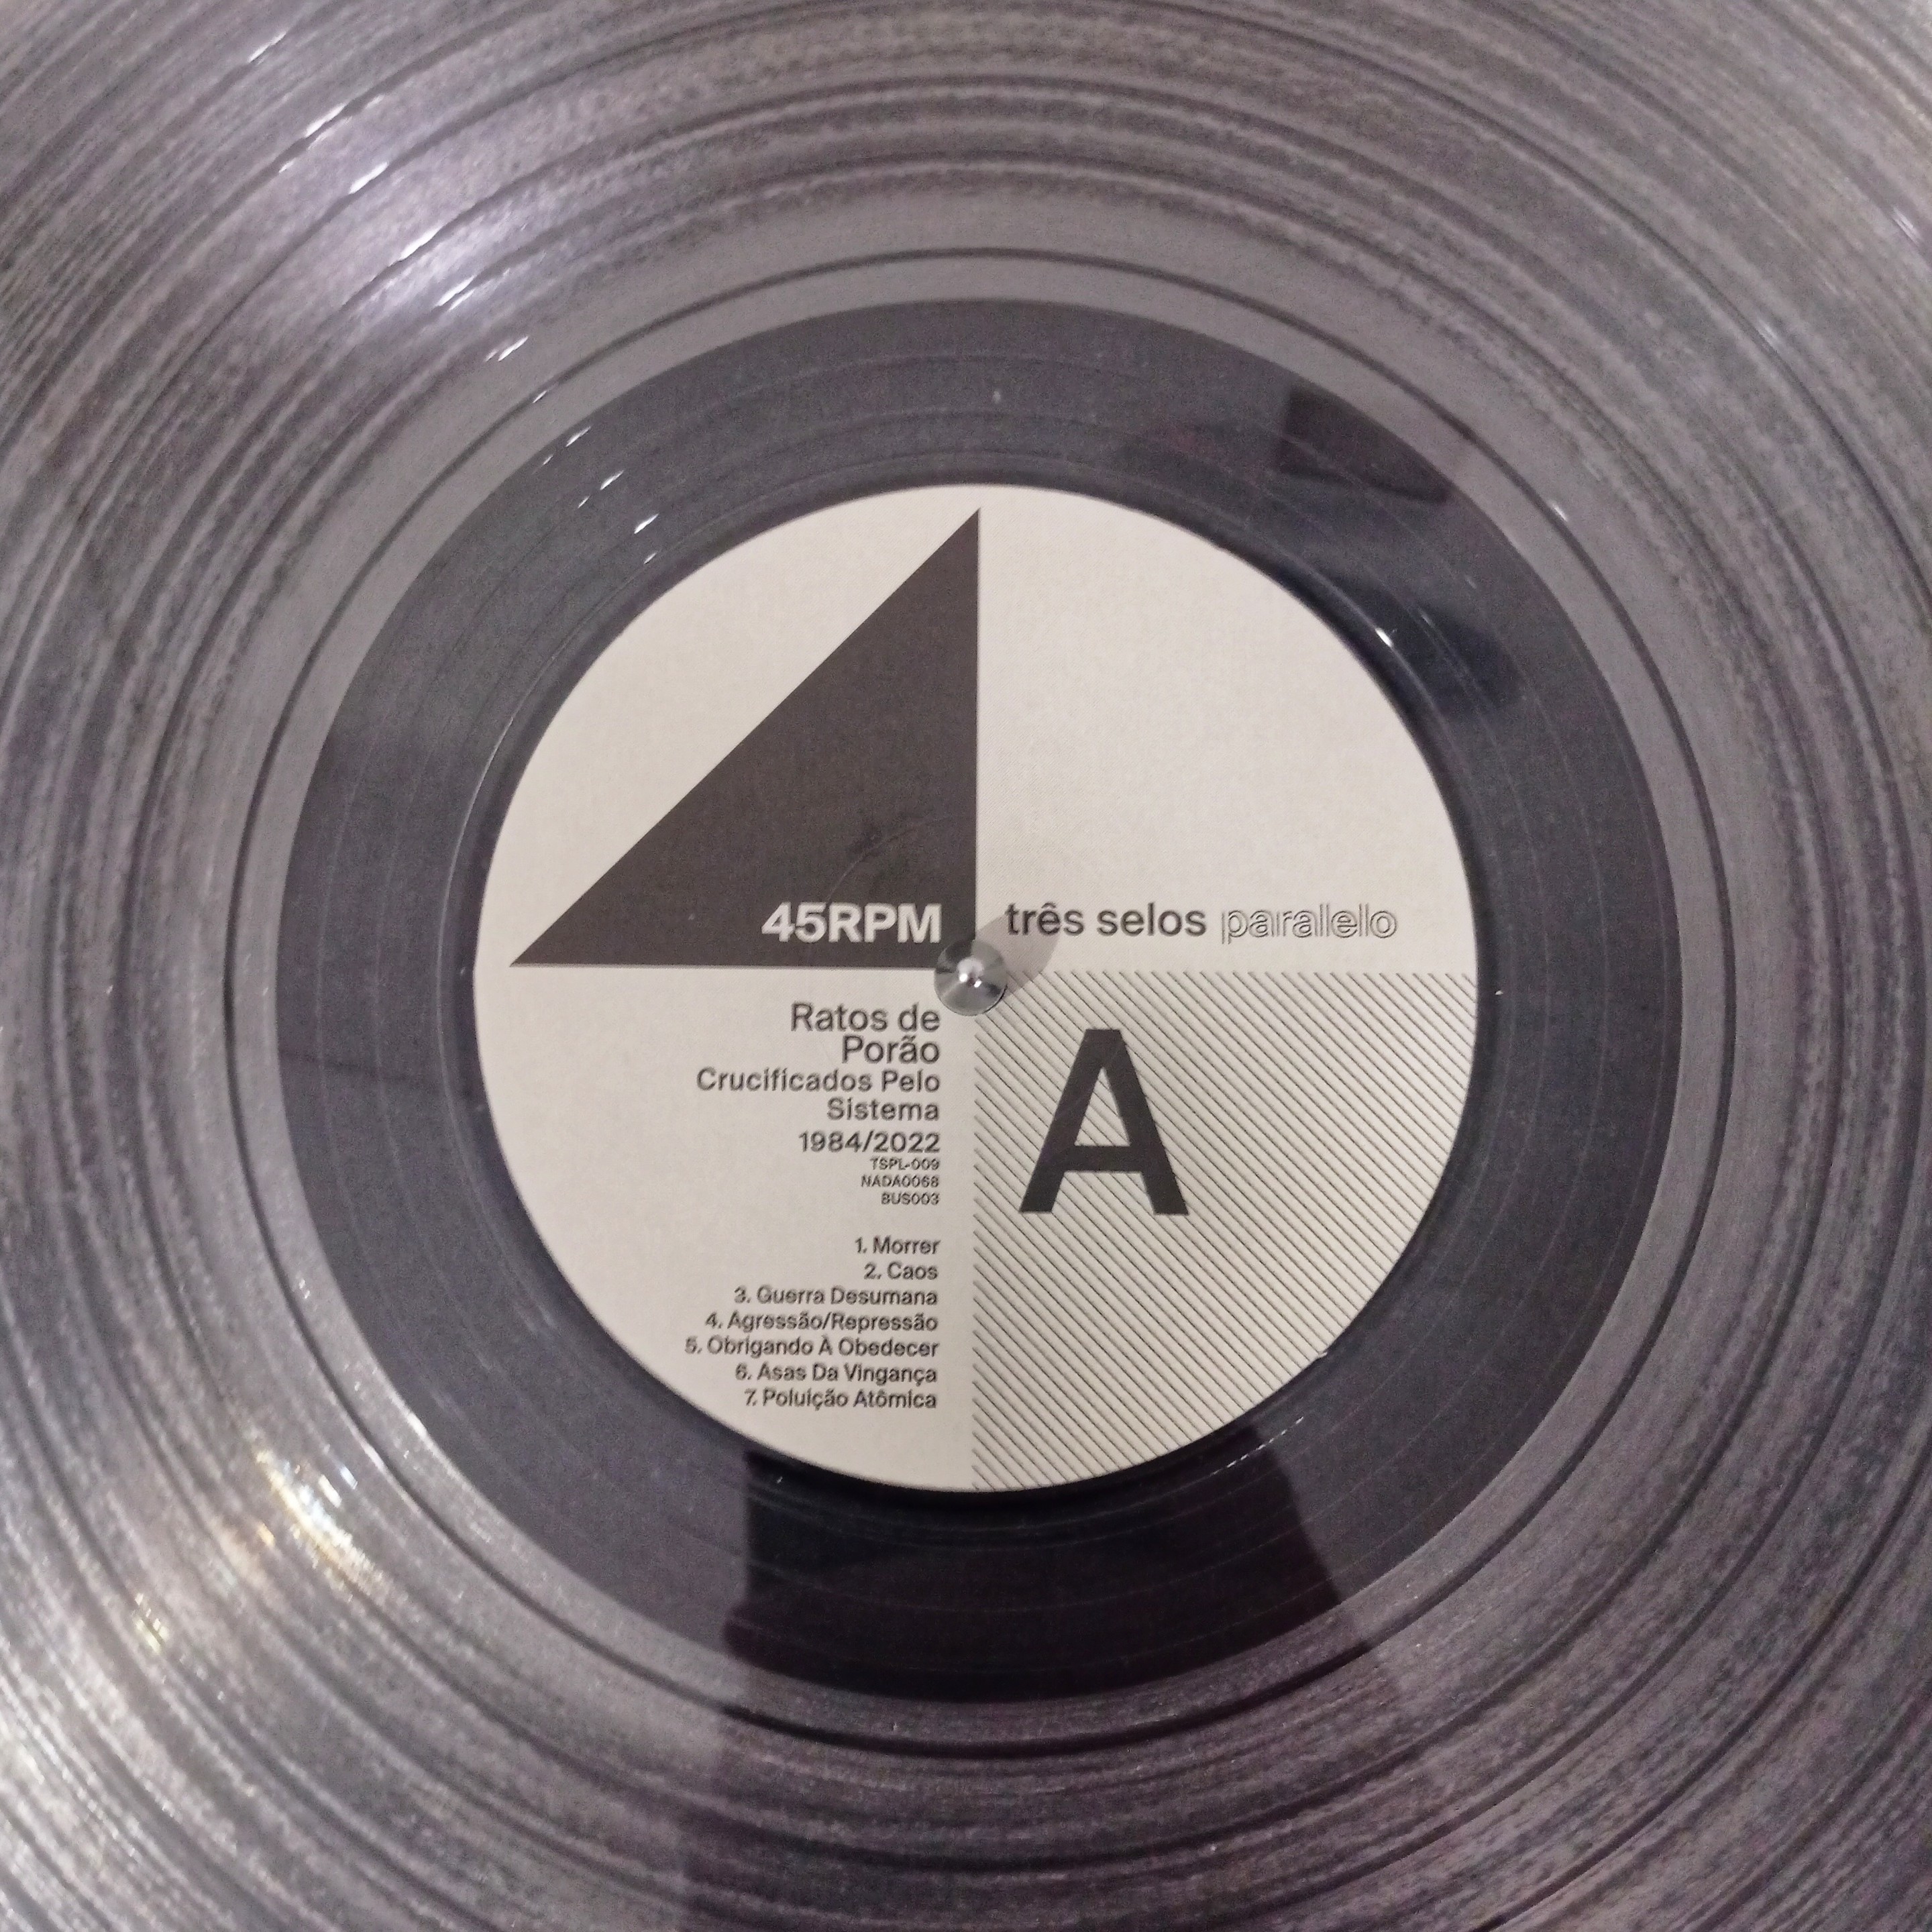 45RPM
três selos paralelo
Ratos de
Porão
Crucificados Pelo
Sistema
1984/2022
TSPL-009
NADA0068
BUS003
1. Morrer
2. Caos
3. Guerra Desumana
4. Agressão/Repressão
5. Obrigando À Obedecer
6. Asas Da Vingança
7. Poluição Atômica
A